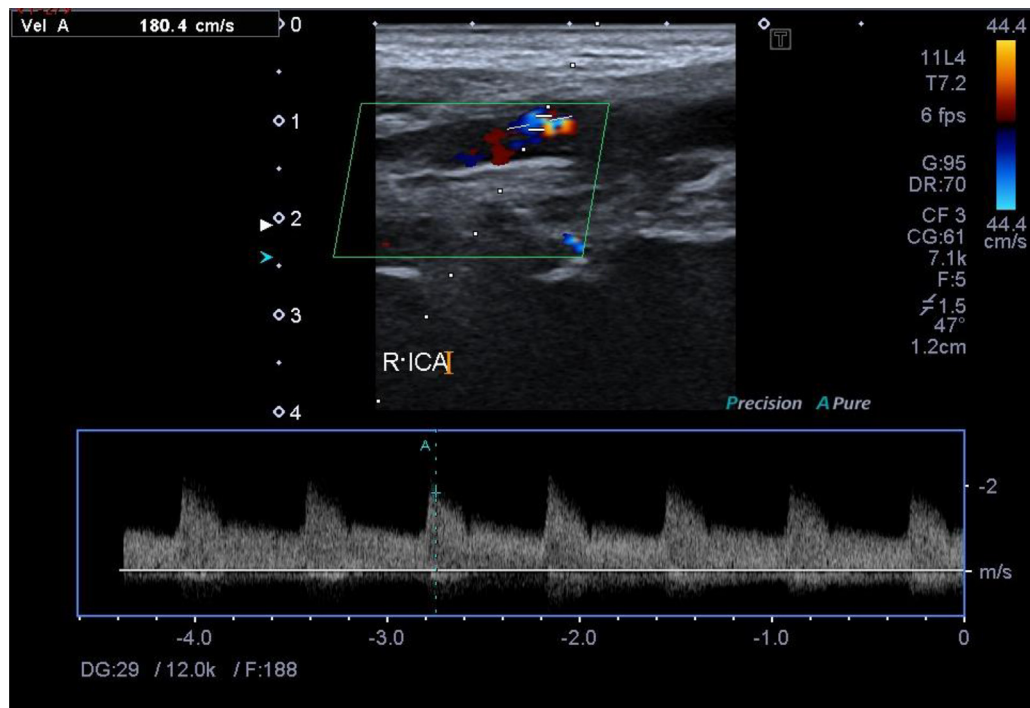 Vel A 180.4 cm/s
0
T
44.4
11L4
T7.2
1
6 fps
G:95
DR:70
44.4
cm/s
2
CF 3
CG:61
7.1k
F:5
3
1.5
47°
R·ICA
1.2cm
Precision A Pure
4
A
-2
m/s
-4.0 -3.0 -2.0 -1.0 0
DG:29 / 12.0k / F:188